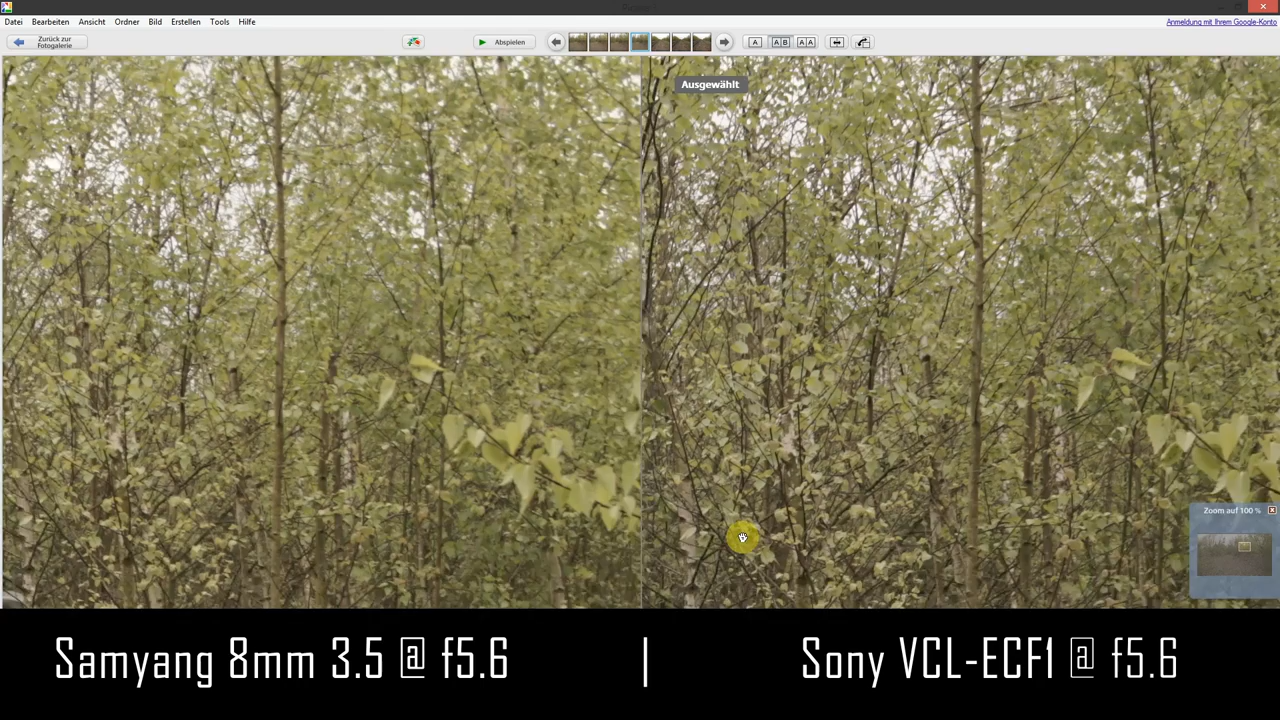 Datei Bearbeiten Ansicht Ordner Bild Erstellen Tools Hilfe
Anmeldung mit Ihrem Google-Konto
Zurück zur
Fotogalerie
Abspielen
A
A B
A A
Ausgewählt
Zoom auf 100 %
Samyang 8mm 3.5 @ f5.6 | Sony VCL-ECF1 @ f5.6